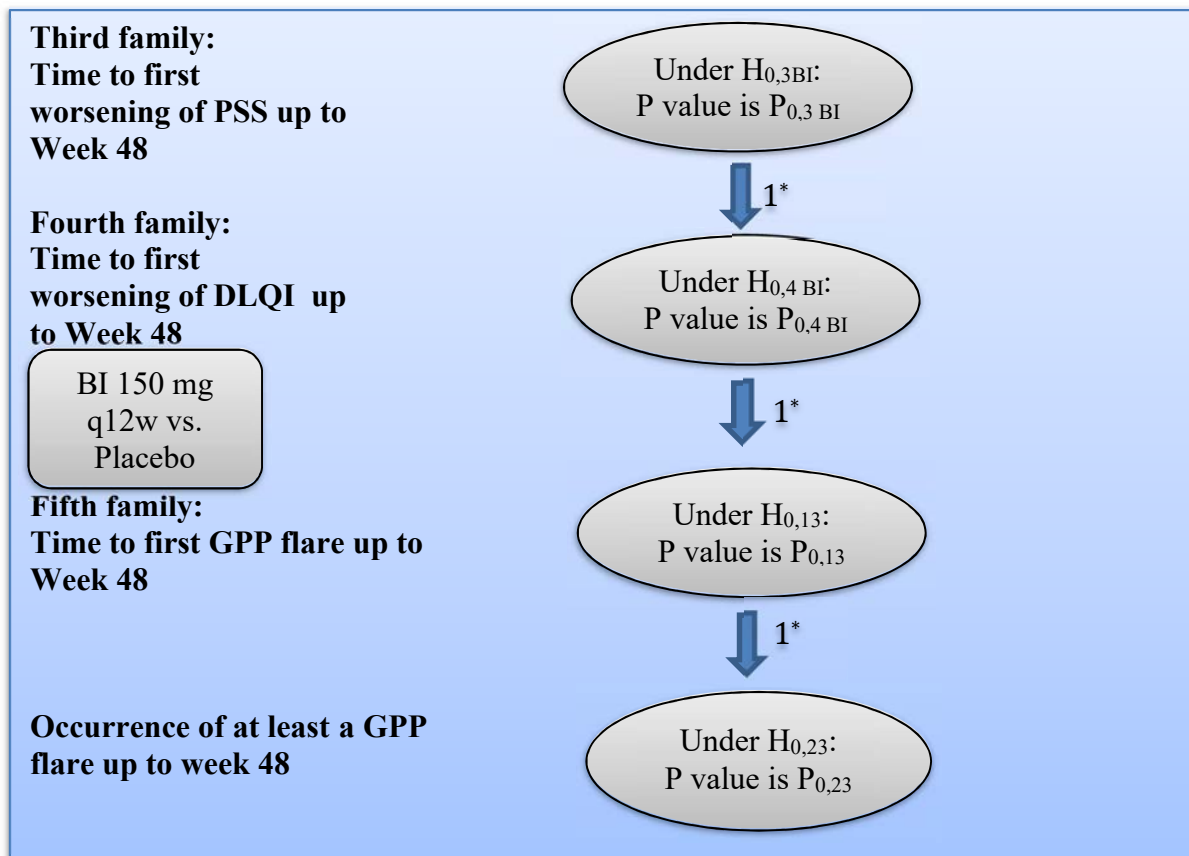 Third family:
Time to first
worsening of PSS up to
Week 48
Under H0,3BI:
P value is P0,3 BI
1*
Fourth family:
Time to first
worsening of DLQI up
to Week 48
Under H0,4 BI:
P value is P0,4 BI
BI 150 mg
q12w vs.
Placebo
1*
Fifth family:
Time to first GPP flare up to
Week 48
Under H0,13:
P value is P0,13
1*
Occurrence of at least a GPP
flare up to week 48
Under H0,23:
P value is P0,23